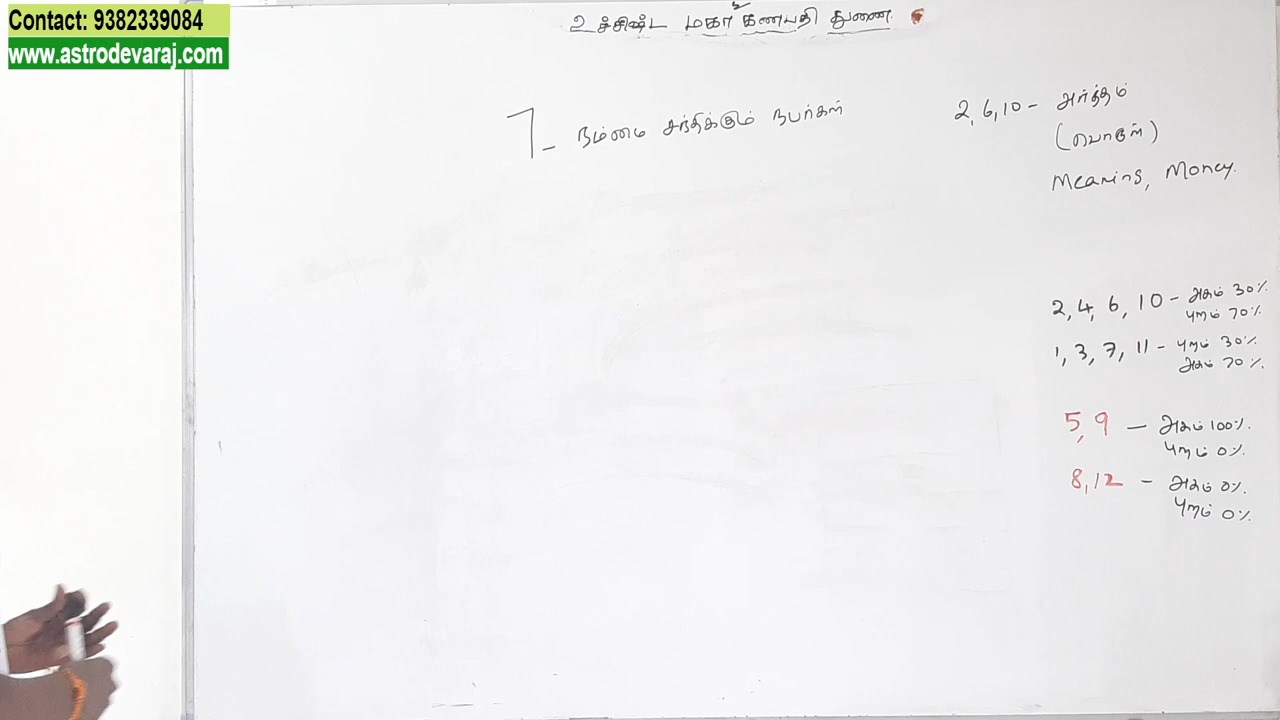 Contact: 9382339084
www.astrodevaraj.com
உச்சிஷ்ட மகா கணபதி துணை
7 - நம்மை சந்திக்கும் நபர்கள்
2, 6, 10 - அர்த்தம்
(பொருள்)
Meaning, Money.
2, 4, 6, 10 - அகம் 30%.
புறம் 70%.
1, 3, 7, 11 - புறம் 30%.
அகம் 70%.
5, 9 - அகம் 100%.
புறம் 0%.
8, 12 - அகம் 0%.
புறம் 0%.